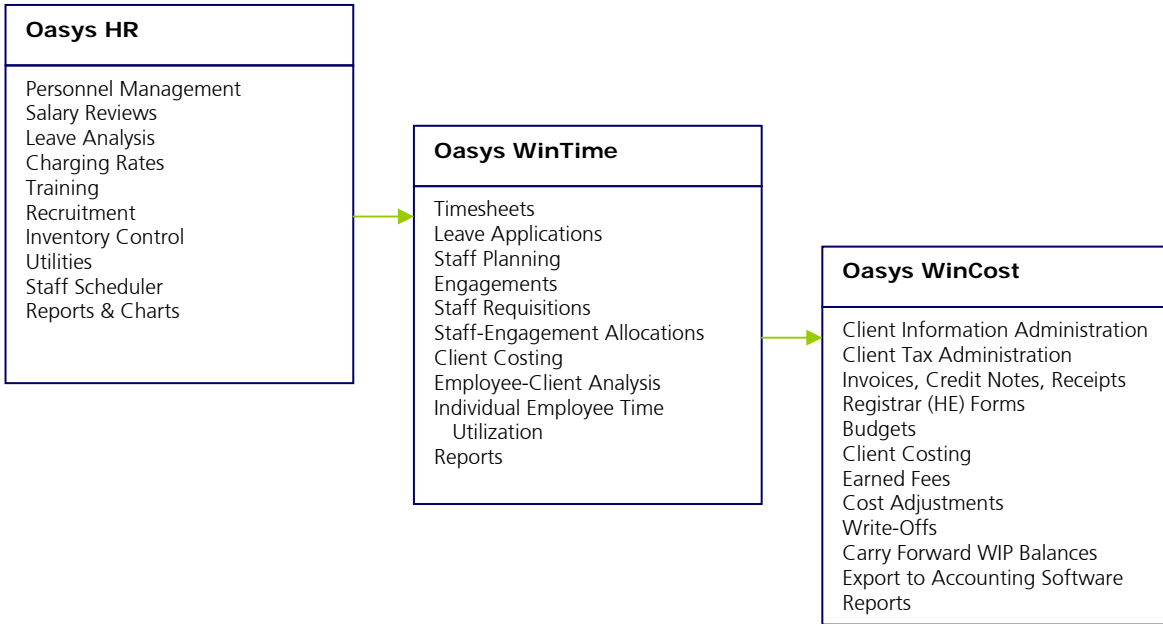 Oasys HR
Personnel Management
Salary Reviews
Leave Analysis
Charging Rates
Training
Recruitment
Inventory Control
Utilities
Staff Scheduler
Reports & Charts
Oasys WinTime
Timesheets
Leave Applications
Staff Planning
Engagements
Staff Requisitions
Staff-Engagement Allocations
Client Costing
Employee-Client Analysis
Individual Employee Time
Utilization
Reports
Oasys WinCost
Client Information Administration
Client Tax Administration
Invoices, Credit Notes, Receipts
Registrar (HE) Forms
Budgets
Client Costing
Earned Fees
Cost Adjustments
Write-Offs
Carry Forward WIP Balances
Export to Accounting Software
Reports